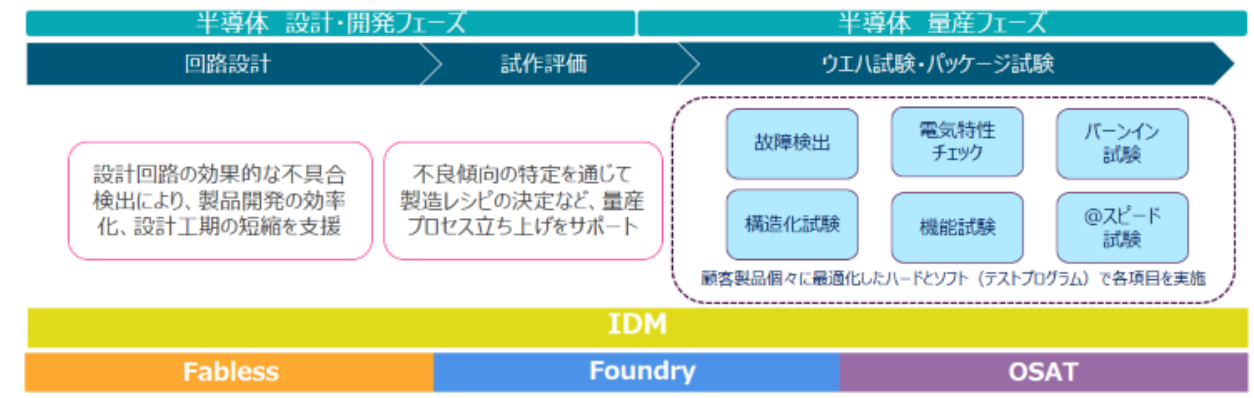 半導体 設計・開発フェーズ
半導体 量産フェーズ
回路設計
試作評価
ウエハ試験・パッケージ試験
設計回路の効果的な不具合
検出により、製品開発の効率
化、設計工期の短縮を支援
不良傾向の特定を通じて
製造レシピの決定など、量産
プロセス立ち上げをサポート
故障検出
電気特性
チェック
バーンイン
試験
構造化試験
機能試験
@スピード
試験
顧客製品個々に最適化したハードとソフト（テストプログラム）で各項目を実施
IDM
Fabless
Foundry
OSAT